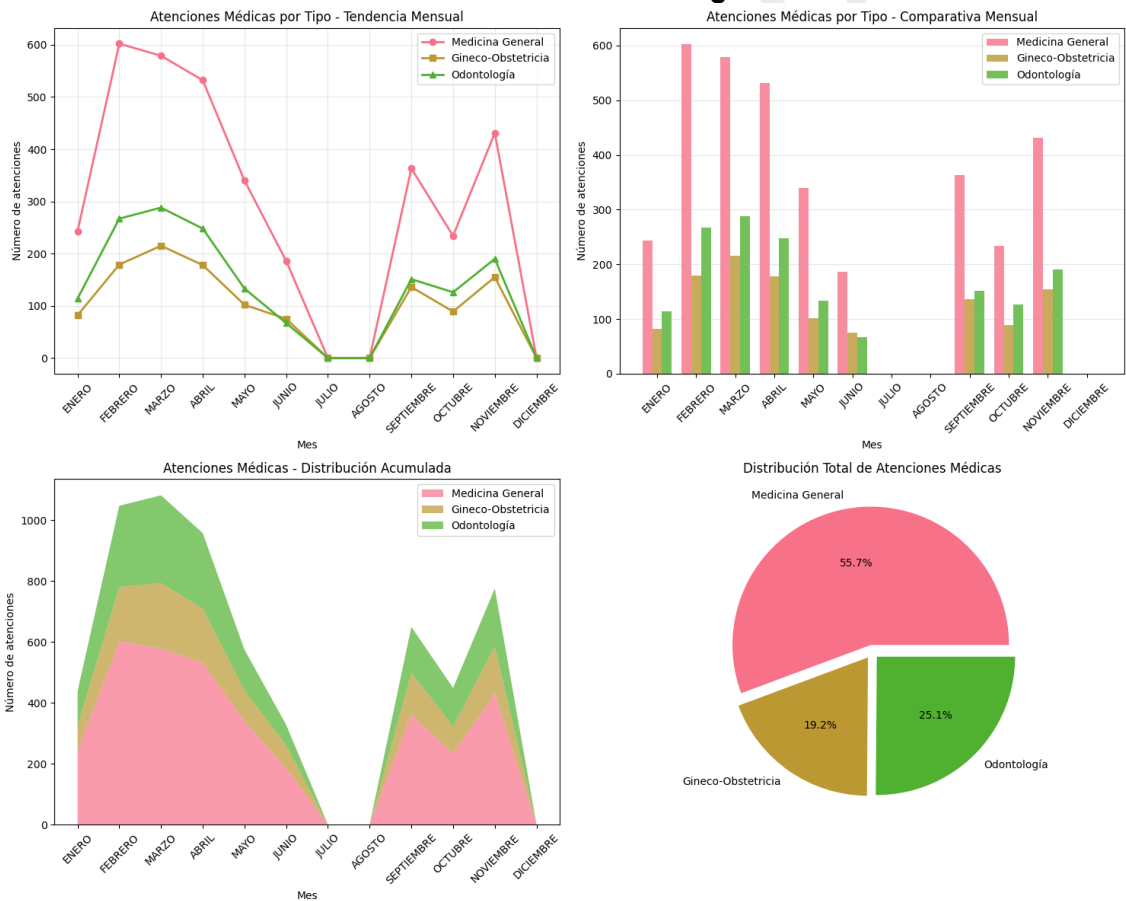 Atenciones Médicas por Tipo - Tendencia Mensual
Número de atenciones
600
500
400
300
200
100
0
Medicina General
Gineco-Obstetricia
Odontología
ENERO
FEBRERO
MARZO
ABRIL
MAYO
JUNIO
JULIO
AGOSTO
SEPTIEMBRE
OCTUBRE
NOVIEMBRE
DICIEMBRE
Mes
Atenciones Médicas por Tipo - Comparativa Mensual
Número de atenciones
600
500
400
300
200
100
0
Medicina General
Gineco-Obstetricia
Odontología
ENERO
FEBRERO
MARZO
ABRIL
MAYO
JUNIO
JULIO
AGOSTO
SEPTIEMBRE
OCTUBRE
NOVIEMBRE
DICIEMBRE
Mes
Atenciones Médicas - Distribución Acumulada
Número de atenciones
1000
800
600
400
200
0
Medicina General
Gineco-Obstetricia
Odontología
ENERO
FEBRERO
MARZO
ABRIL
MAYO
JUNIO
JULIO
AGOSTO
SEPTIEMBRE
OCTUBRE
NOVIEMBRE
DICIEMBRE
Mes
Distribución Total de Atenciones Médicas
Medicina General
55.7%
19.2%
25.1%
Gineco-Obstetricia
Odontología